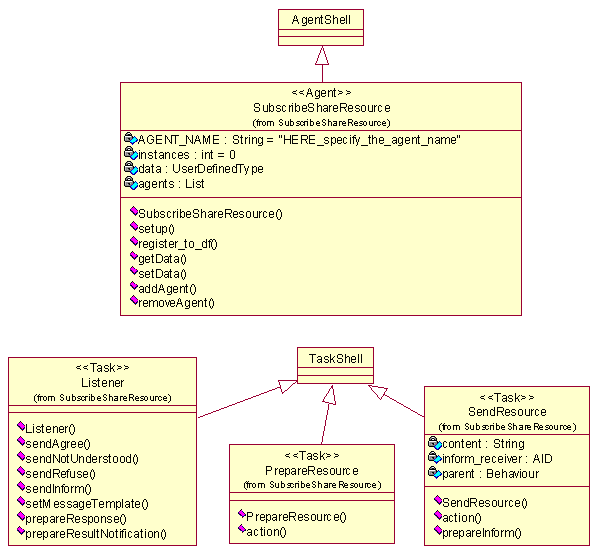 AgentShell
<<Agent>>
SubscribeShareResource
(from SubscribeShareResource)
AGENT_NAME : String = "HERE_specify_the_agent_name"
instances : int = 0
data : UserDefinedType
agents : List
SubscribeShareResource()
setup()
register_to_df()
getData()
setData()
addAgent()
removeAgent()
TaskShell
<<Task>>
Listener
(from SubscribeShareResource)
Listener()
sendAgree()
sendNotUnderstood()
sendRefuse()
sendInform()
setMessageTemplate()
prepareResponse()
prepareResultNotification()
<<Task>>
PrepareResource
(from SubscribeShareResource)
PrepareResource()
action()
<<Task>>
SendResource
(from SubscribeShareResource)
content : String
inform_receiver : AID
parent : Behaviour
SendResource()
action()
prepareInform()